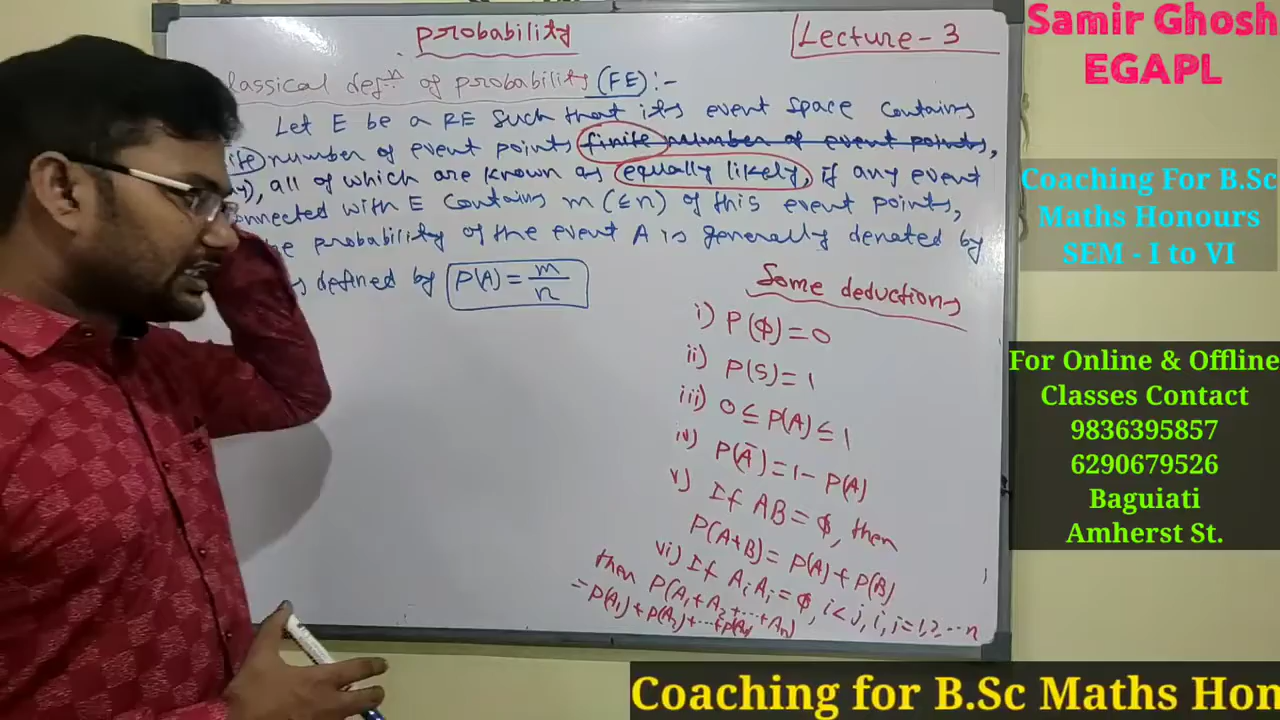 probability
Lecture - 3
lassical defⁿ of probability (FE) :-
Let E be a RE such that its event space contains
ite number of event points finite number of event points,
), all of which are known as equally likely, if any event
onnected with E contains m (≤n) of this event points,
probability of the event A is generally denoted by
s defined by P(A) = m/n
Some deductions
i) P(φ) = 0
ii) P(S) = 1
iii) 0 ≤ P(A) ≤ 1
iv) P(Ā) = 1 - P(A)
v) If AB = φ, then
P(A+B) = P(A) + P(B)
vi) If AᵢAⱼ = φ, i < j, i, j = 1, 2, ... n
then P(A₁ + A₂ + ... + Aₙ)
= P(A₁) + P(A₂) + ... + P(Aₙ)
Samir Ghosh
EGAPL
Coaching For B.Sc
Maths Honours
SEM - I to VI
For Online & Offline
Classes Contact
9836395857
6290679526
Baguiati
Amherst St.
Coaching for B.Sc Maths Hon